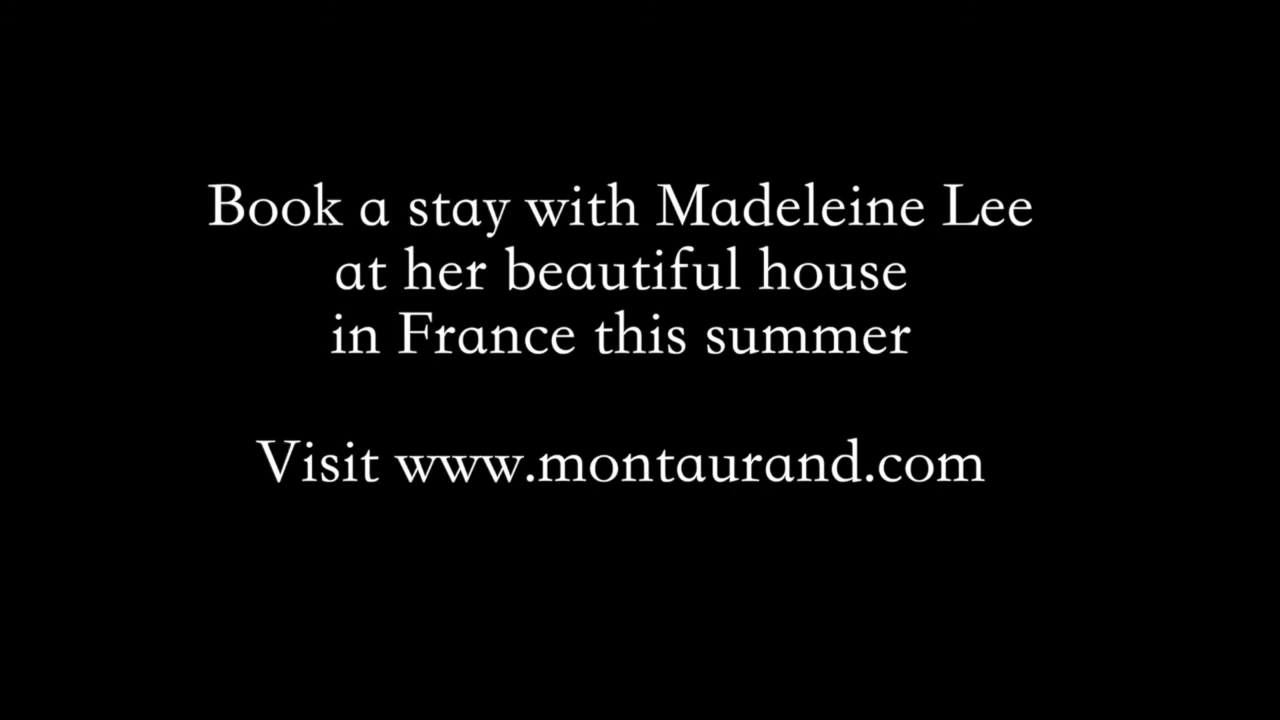 Book a stay with Madeleine Lee
at her beautiful house
in France this summer
Visit www.montaurand.com